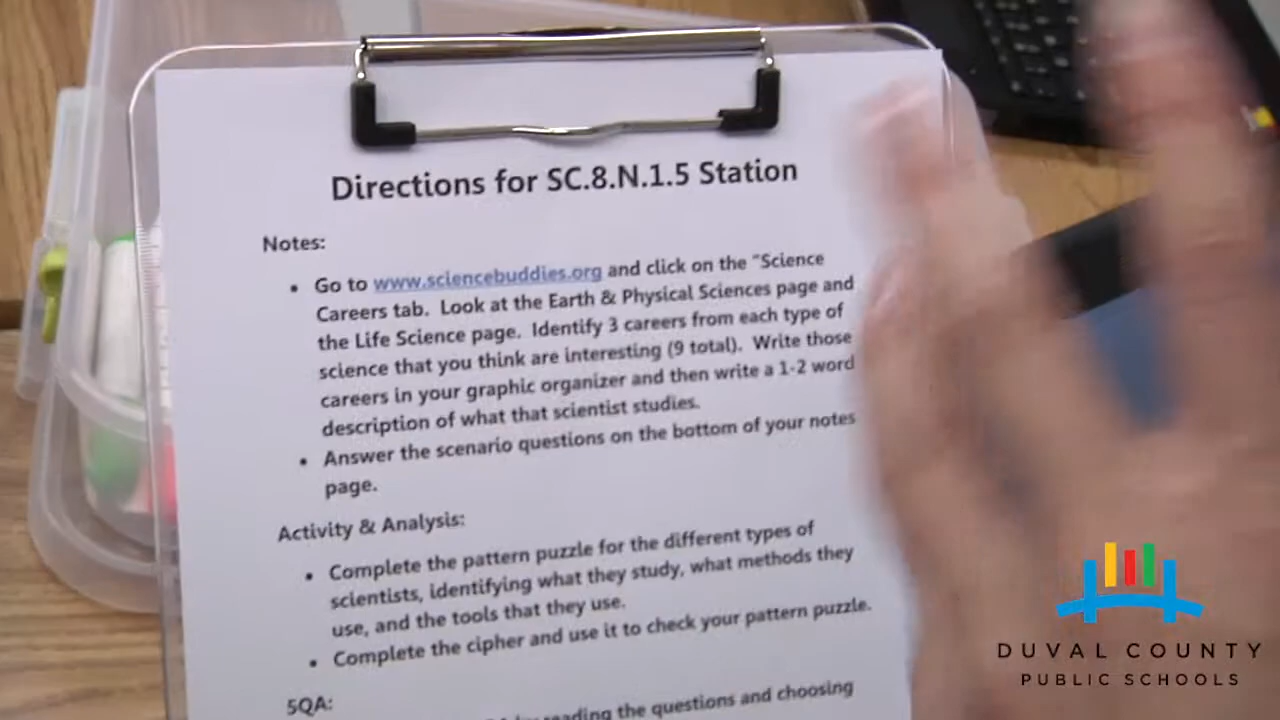 Directions for SC.8.N.1.5 Station
Notes:
• Go to www.sciencebuddies.org and click on the "Science
Careers tab. Look at the Earth & Physical Sciences page and
the Life Science page. Identify 3 careers from each type of
science that you think are interesting (9 total). Write those
careers in your graphic organizer and then write a 1-2 word
description of what that scientist studies.
• Answer the scenario questions on the bottom of your notes
page.
Activity & Analysis:
• Complete the pattern puzzle for the different types of
scientists, identifying what they study, what methods they
use, and the tools that they use.
• Complete the cipher and use it to check your pattern puzzle.
5QA:
the questions and choosing
DUVAL COUNTY
PUBLIC SCHOOLS